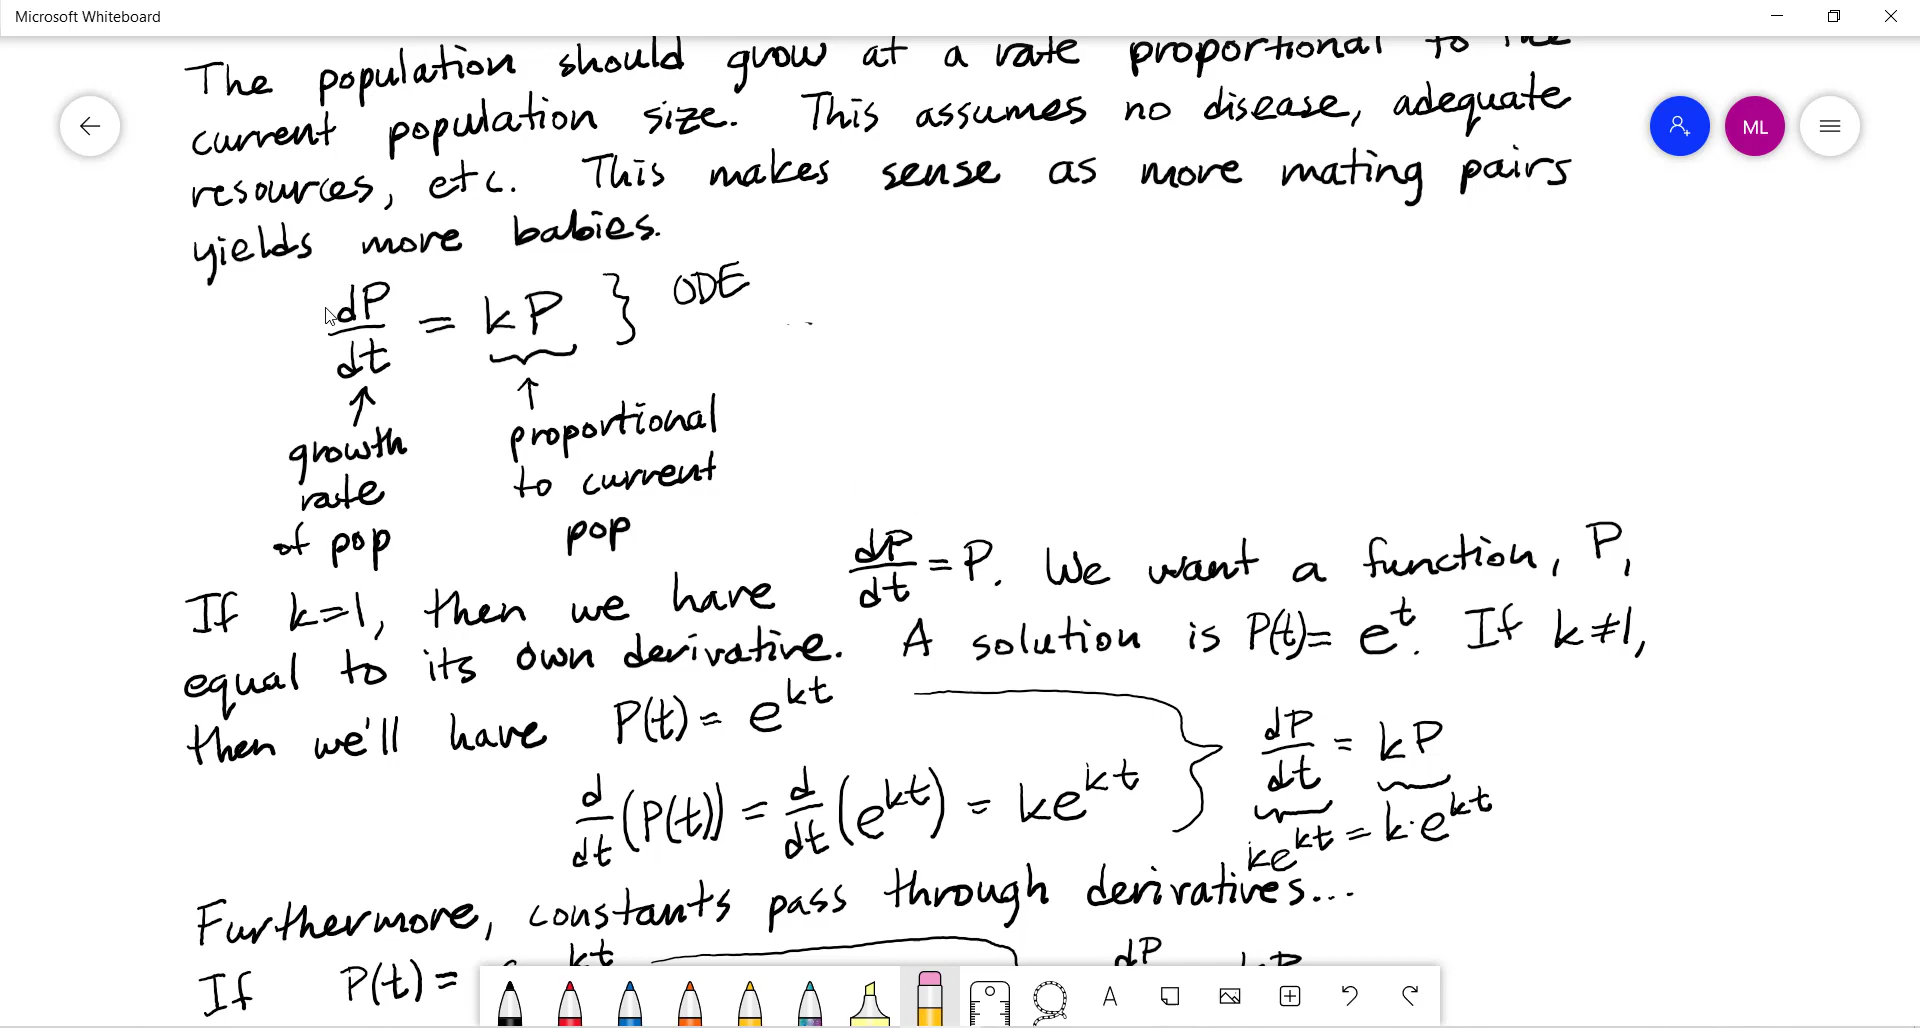 Microsoft Whiteboard
The population should grow at a rate proportional to the
current population size. This assumes no disease, adequate
ML
resources, etc. This makes sense as more mating pairs
yields more babies.
dP/dt = kP } ODE
↑ growth rate of pop
↑ proportional to current pop
If k=1, then we have dP/dt = P. We want a function, P,
equal to its own derivative. A solution is P(t)= e^t. If k≠1,
then we'll have P(t) = e^kt
d/dt (P(t)) = d/dt (e^kt) = ke^kt } dP/dt = kP
ke^kt = k·e^kt
Furthermore, constants pass through derivatives...
If P(t) = kt dP
A